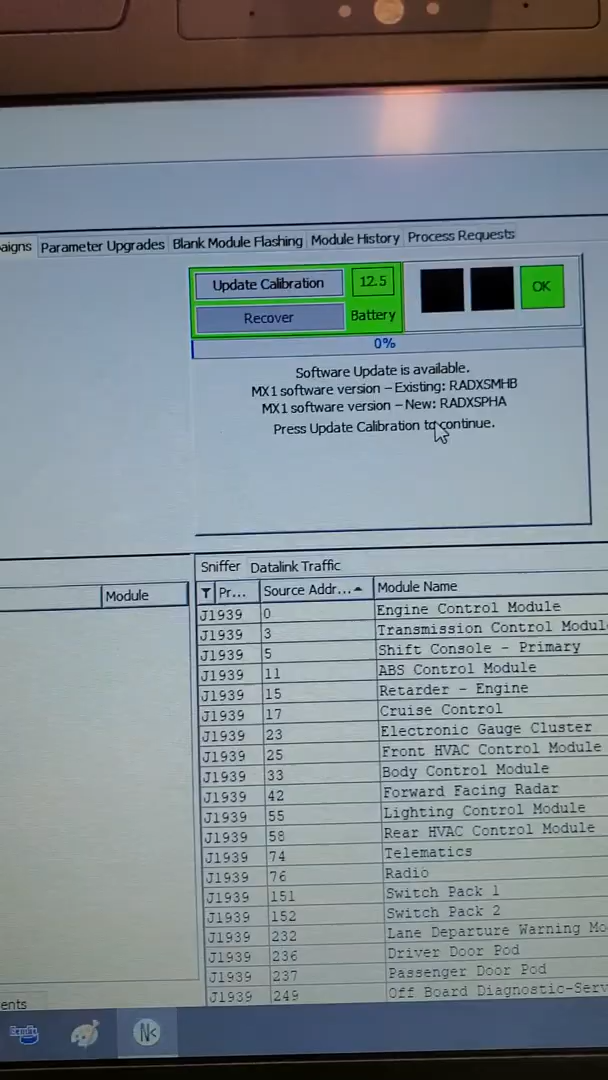 aigns Parameter Upgrades Blank Module Flashing Module History Process Requests
Update Calibration 12.5 OK
Recover Battery
0%
Software Update is available.
MX1 software version – Existing: RADXSMHB
MX1 software version – New: RADXSPHA
Press Update Calibration to continue.
Sniffer Datalink Traffic
Module Pr... Source Addr... Module Name
J1939 0 Engine Control Module
J1939 3 Transmission Control Modul
J1939 5 Shift Console - Primary
J1939 11 ABS Control Module
J1939 15 Retarder - Engine
J1939 17 Cruise Control
J1939 23 Electronic Gauge Cluster
J1939 25 Front HVAC Control Module
J1939 33 Body Control Module
J1939 42 Forward Facing Radar
J1939 55 Lighting Control Module
J1939 58 Rear HVAC Control Module
J1939 74 Telematics
J1939 76 Radio
J1939 151 Switch Pack 1
J1939 152 Switch Pack 2
J1939 232 Lane Departure Warning Mo
J1939 236 Driver Door Pod
J1939 237 Passenger Door Pod
J1939 249 Off Board Diagnostic-Serv
ents
N<